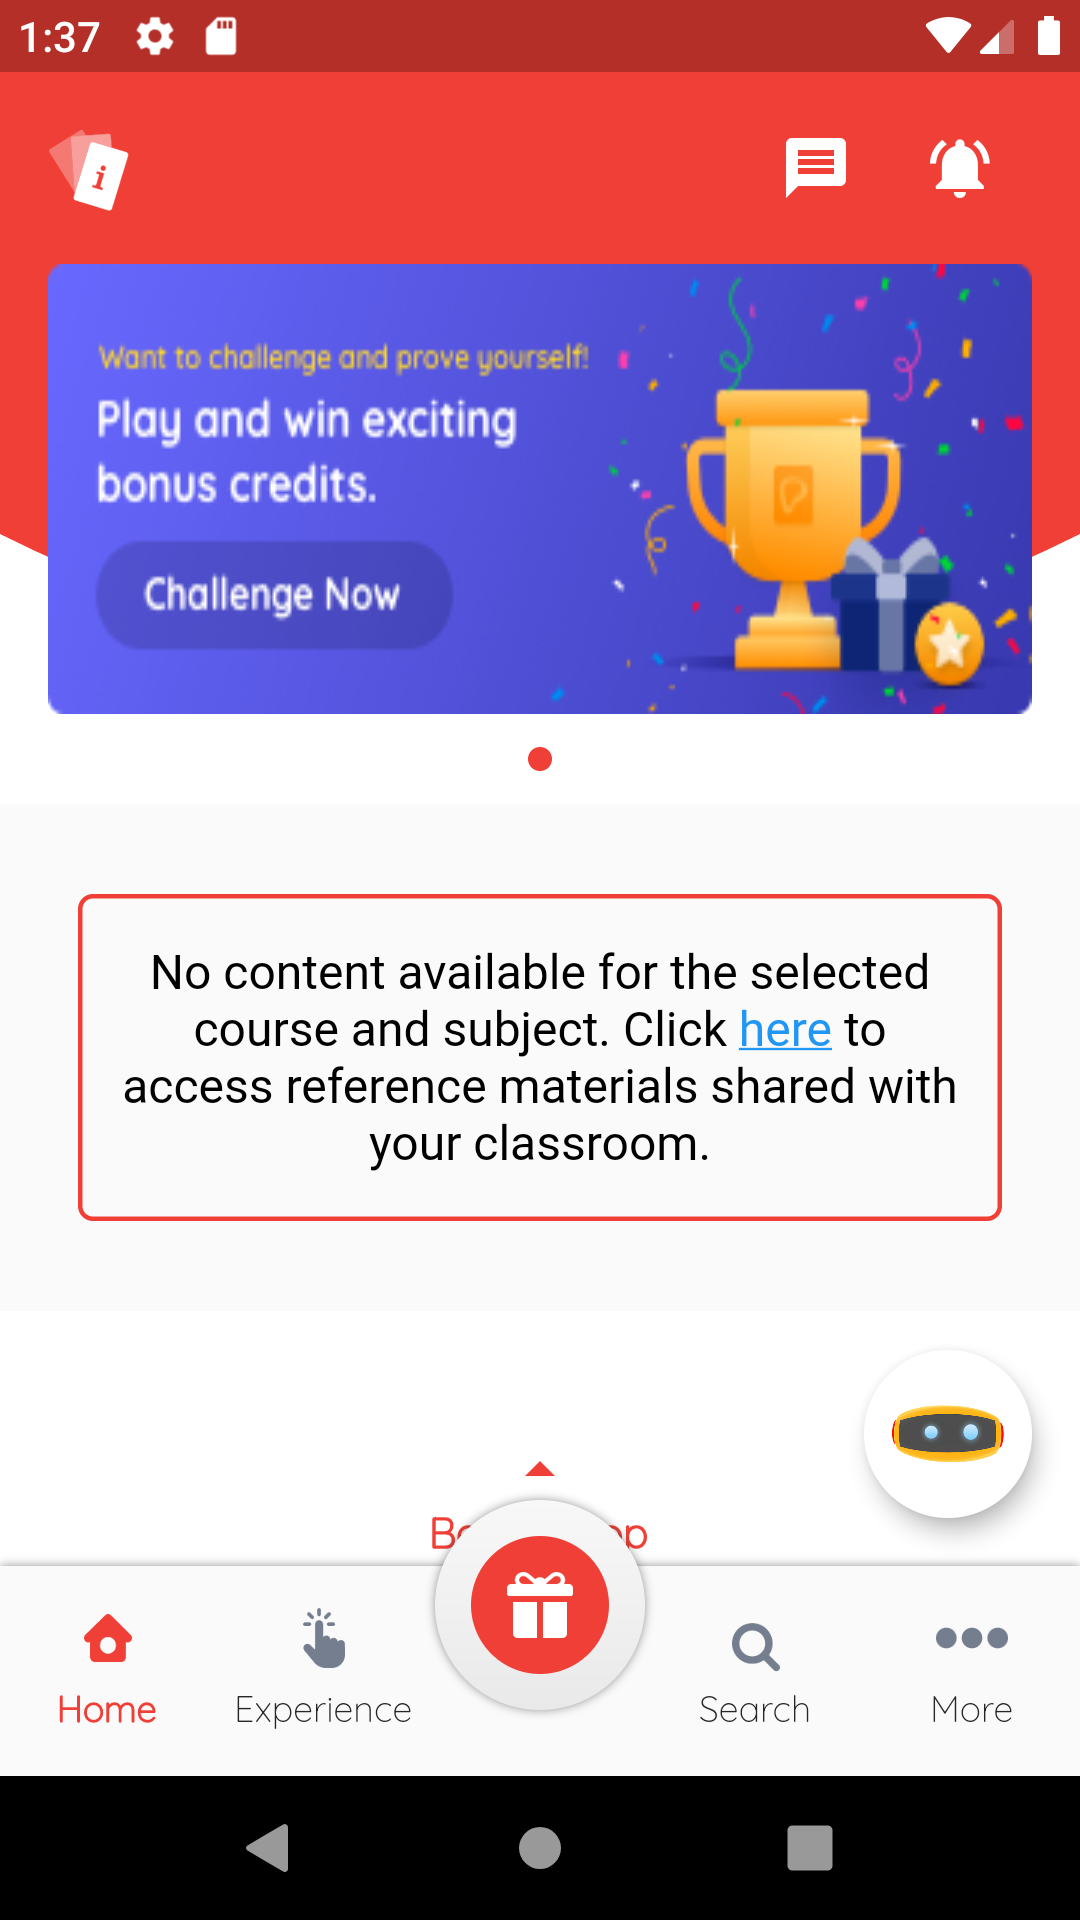 1:37
i
Want to challenge and prove yourself!
Play and win exciting
bonus credits.
Challenge Now
No content available for the selected
course and subject. Click here to
access reference materials shared with
your classroom.
Home
Experience
Search
More